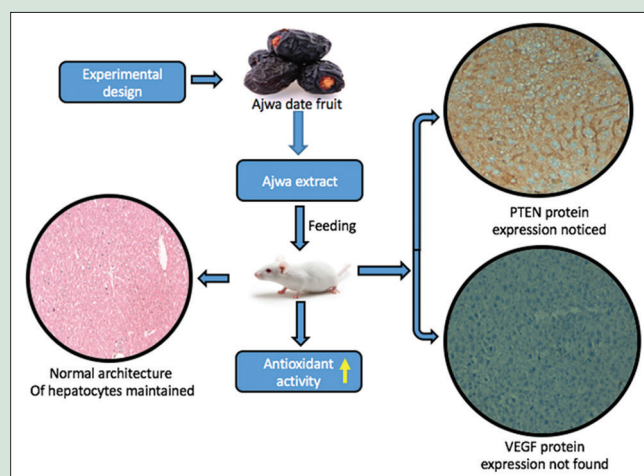 Experimental
design
Ajwa date fruit
Ajwa extract
Feeding
PTEN protein
expression noticed
Normal architecture
Of hepatocytes maintained
Antioxidant
activity
VEGF protein
expression not found